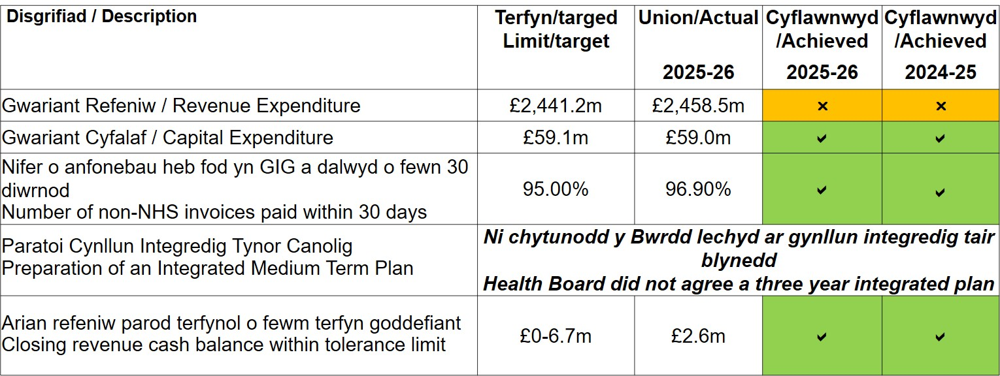 Disgrifiad / Description
Terfyn/targed
Limit/target
Union/Actual
2025-26
Cyflawnwyd
/Achieved
2025-26
Cyflawnwyd
/Achieved
2024-25
Gwariant Refeniw / Revenue Expenditure
£2,441.2m
£2,458.5m
×
×
Gwariant Cyfalaf / Capital Expenditure
£59.1m
£59.0m
✓
✓
Nifer o anfonebau heb fod yn GIG a dalwyd o fewn 30
diwrnod
Number of non-NHS invoices paid within 30 days
95.00%
96.90%
✓
✓
Paratoi Cynllun Integredig Tynor Canolig
Preparation of an Integrated Medium Term Plan
Ni chytunodd y Bwrdd Iechyd ar gynllun integredig tair
blynedd
Health Board did not agree a three year integrated plan
Arian refeniw parod terfynol o fewm terfyn goddefiant
Closing revenue cash balance within tolerance limit
£0-6.7m
£2.6m
✓
✓